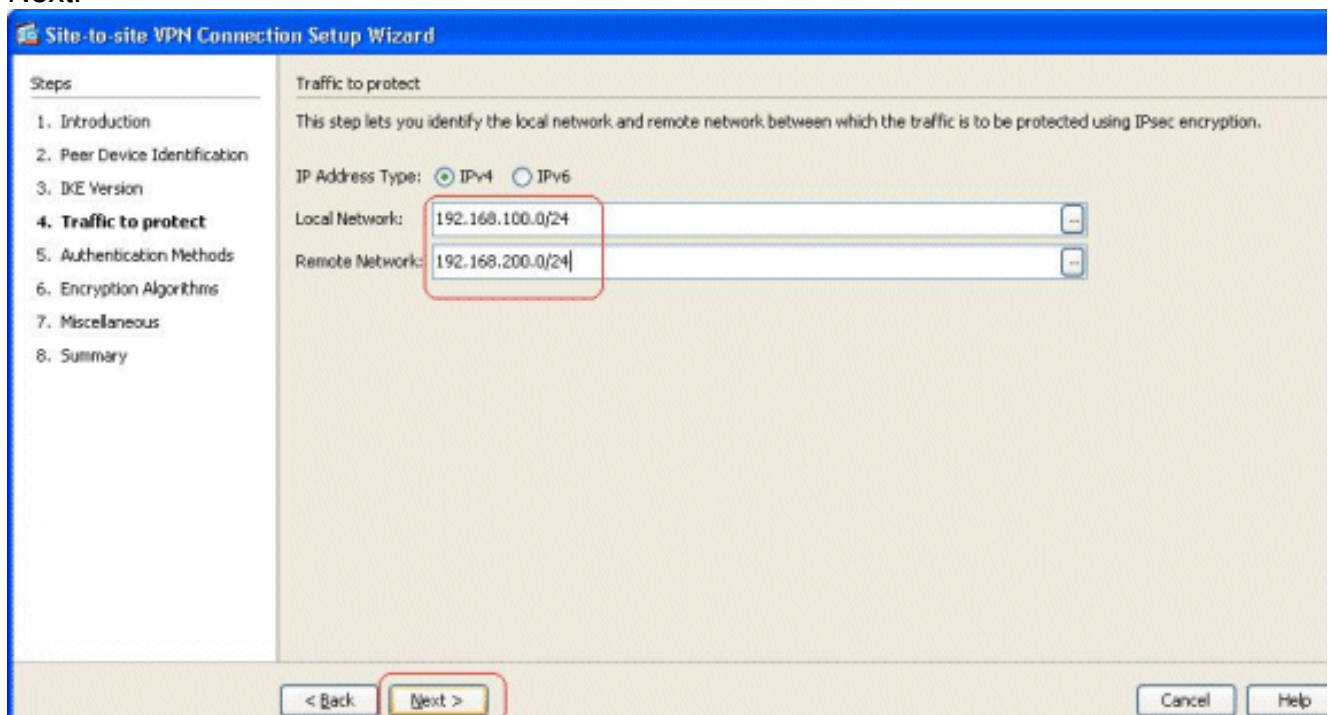 Next.
Site-to-site VPN Connection Setup Wizard
Steps
1. Introduction
2. Peer Device Identification
3. IKE Version
4. Traffic to protect
5. Authentication Methods
6. Encryption Algorithms
7. Miscellaneous
8. Summary
Traffic to protect
This step lets you identify the local network and remote network between which the traffic is to be protected using IPsec encryption.
IP Address Type: IPv4 IPv6
Local Network: 192.168.100.0/24 ...
Remote Network: 192.168.200.0/24 ...
< Back Next > Cancel Help